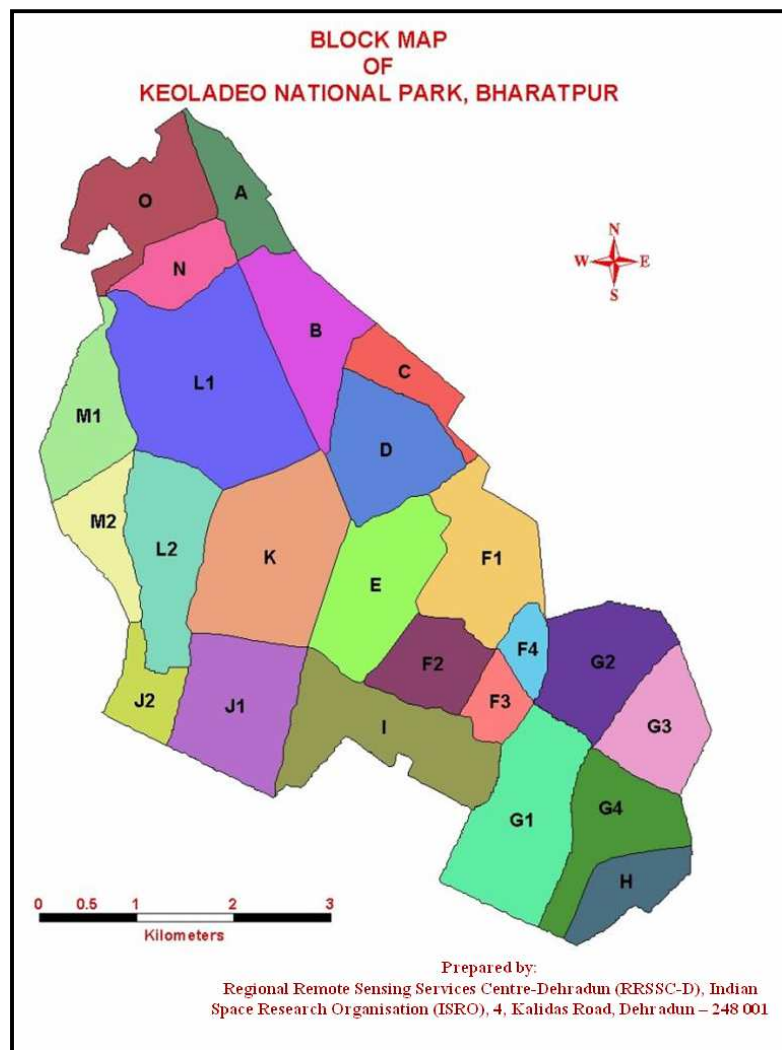 BLOCK MAP
OF
KEOLADEO NATIONAL PARK, BHARATPUR
O
A
N
W N E S
B
C
L1
M1
D
M2
L2
K
E
F1
F4
F2
G2
J2
J1
I
F3
G3
G1
G4
H
0 0.5 1 2 3
Kilometers
Prepared by:
Regional Remote Sensing Services Centre-Dehradun (RRSSC-D), Indian
Space Research Organisation (ISRO), 4, Kalidas Road, Dehradun – 248 001